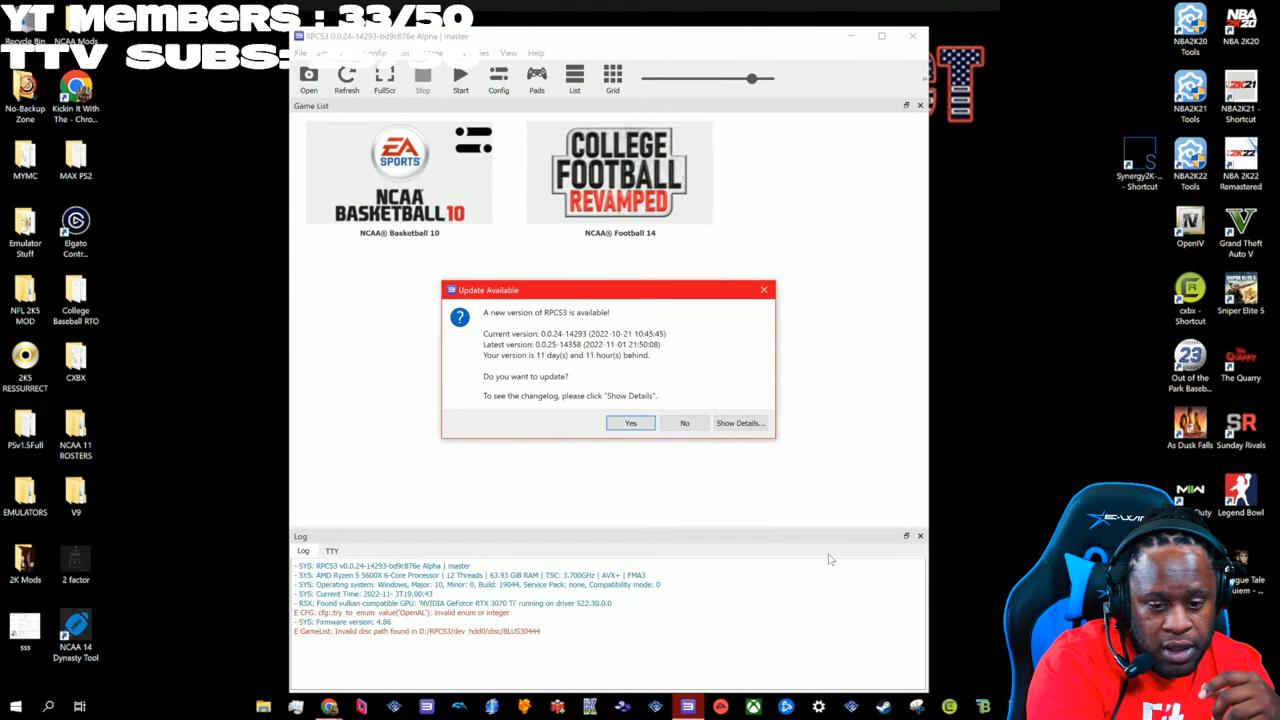 YT Members : 33/50
TTV SUBS:
Recycle Bin
NCAA Mods
No-Backup Zone
Kickin It With The - Chro...
MYMC
MAX PS2
Emulator Stuff
Elgato Contr...
NFL 2K5 MOD
College Baseball RTO
2K5 RESSURRECT
CXBX
PSv1.5Full
NCAA 11 ROSTERS
EMULATORS
V9
2K Mods
2 factor
sss
NCAA 14 Dynasty Tool
RPCS3 0.0.24-14293-bd9c876e Alpha | master
File
View
Help
Open
Refresh
FullScr
Stop
Start
Config
Pads
List
Grid
Game List
EA SPORTS
NCAA BASKETBALL 10
NCAA® Basketball 10
COLLEGE FOOTBALL REVAMPED
NCAA® Football 14
Update Available
A new version of RPCS3 is available!
Current version: 0.0.24-14293 (2022-10-21 10:45:45)
Latest version: 0.0.25-14358 (2022-11-01 21:50:08)
Your version is 11 day(s) and 11 hour(s) behind.
Do you want to update?
To see the changelog, please click "Show Details".
Yes
No
Show Details...
Log
Log
TTY
- SYS: RPCS3 v0.0.24-14293-bd9c876e Alpha | master
- SYS: AMD Ryzen 5 5600X 6-Core Processor | 12 Threads | 63.93 GiB RAM | TSC: 3.700GHz | AVX+ | FMA3
- SYS: Operating system: Windows, Major: 10, Minor: 0, Build: 19044, Service Pack: none, Compatibility mode: 0
- SYS: Current Time: 2022-11- 3T19:00:43
- RSX: Found vulkan-compatible GPU: 'NVIDIA GeForce RTX 3070 Ti' running on driver 522.30.0.0
E CFG: cfg::try_to_enum_value('OpenAL'): invalid enum or integer
- SYS: Firmware version: 4.86
E GameList: Invalid disc path found in D:/RPCS3/dev_hdd0/disc/BLUS30444
NBA2K20 Tools
NBA 2K20
NBA2K21 Tools
NBA2K21 - Shortcut
Synergy2K-... - Shortcut
NBA2K22 Tools
NBA 2K22 Remastered
OpenIV
Grand Theft Auto V
cxbx - Shortcut
Sniper Elite 5
Out of the Park Baseb...
The Quarry
As Dusk Falls
Sunday Rivals
Legend Bowl
E-WIN